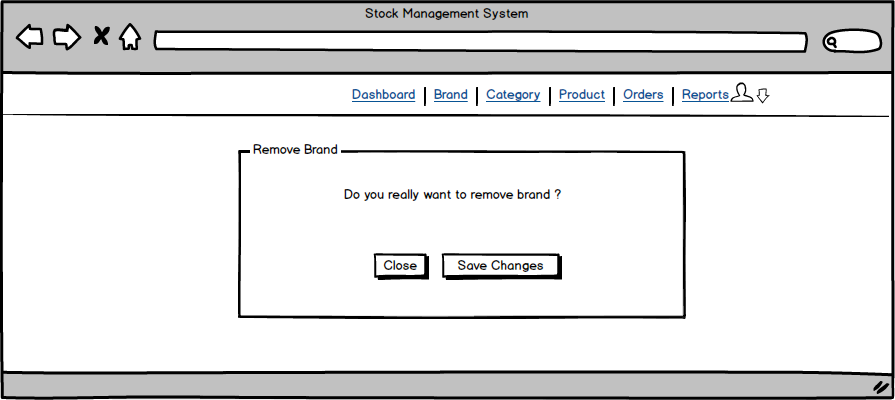 Stock Management System
Dashboard Brand Category Product Orders Reports
Remove Brand
Do you really want to remove brand ?
Close Save Changes